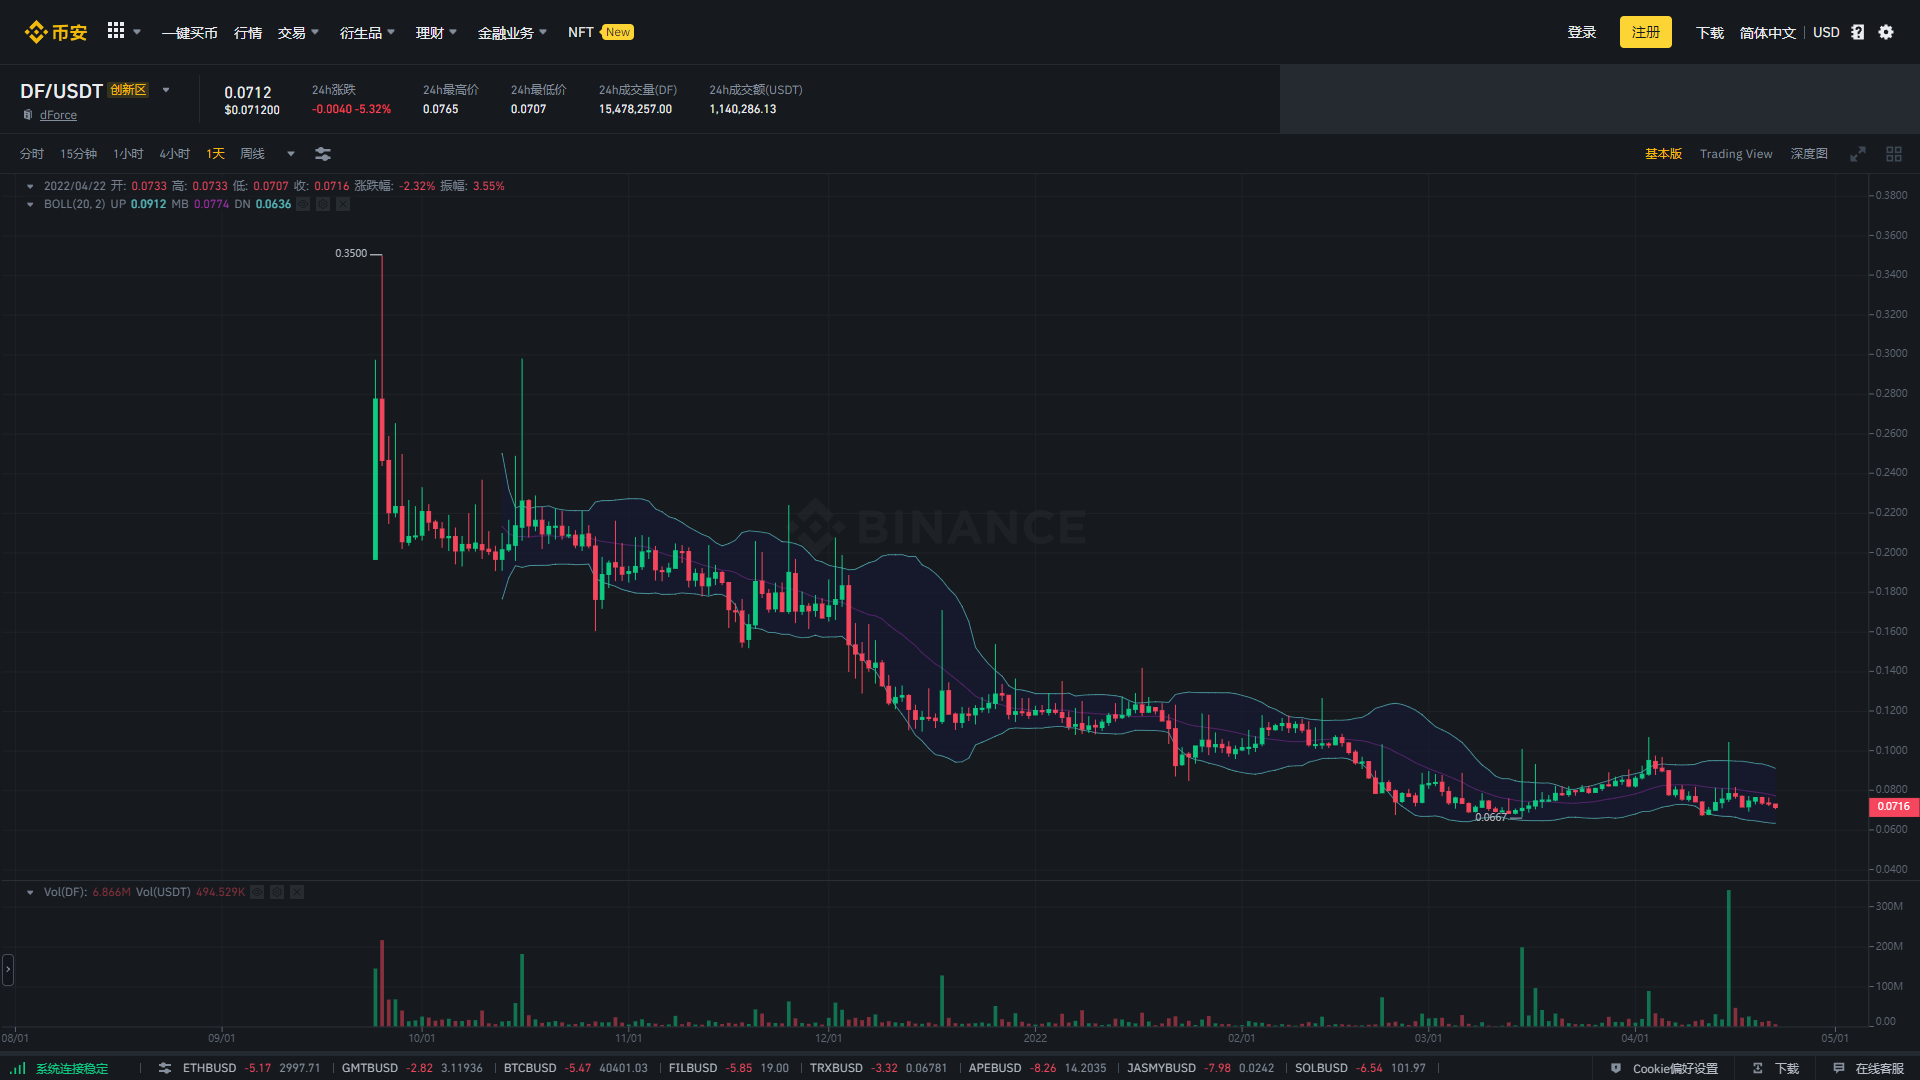 币安 一键买币 行情 交易 衍生品 理财 金融业务 NFT New 登录 注册 下载 简体中文 USD
DF/USDT 创新区
dForce
0.0712
$0.071200
24h涨跌
-0.0040 -5.32%
24h最高价
0.0765
24h最低价
0.0707
24h成交量(DF)
15,478,257.00
24h成交额(USDT)
1,140,286.13
分时 15分钟 1小时 4小时 1天 周线 基本版 Trading View 深度图
2022/04/22 开: 0.0733 高: 0.0733 低: 0.0707 收: 0.0716 涨跌幅: -2.32% 振幅: 3.55%
BOLL(20, 2) UP 0.0912 MB 0.0774 DN 0.0636
0.3500
BINANCE
0.0667
0.3800
0.3600
0.3400
0.3200
0.3000
0.2800
0.2600
0.2400
0.2200
0.2000
0.1800
0.1600
0.1400
0.1200
0.1000
0.0800
0.0716
0.0600
0.0400
Vol(DF): 6.866M Vol(USDT) 494.529K
300M
200M
100M
0.00
08/01 09/01 10/01 11/01 12/01 2022 02/01 03/01 04/01 05/01
系统连接稳定 ETHBUSD -5.17 2997.71 GMTBUSD -2.82 3.11936 BTCBUSD -5.47 40401.03 FILBUSD -5.85 19.00 TRXBUSD -3.32 0.06781 APEBUSD -8.26 14.2035 JASMYBUSD -7.98 0.0242 SOLBUSD -6.54 101.97 Cookie偏好设置 下载 在线客服